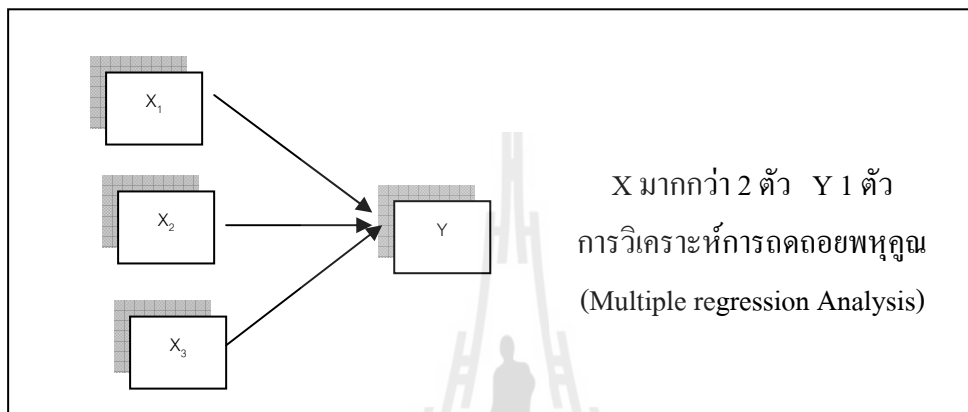 X₁
X₂
X₃
Y
X มากกว่า 2 ตัว Y 1 ตัว
การวิเคราะห์การถดถอยพหุคูณ
(Multiple regression Analysis)